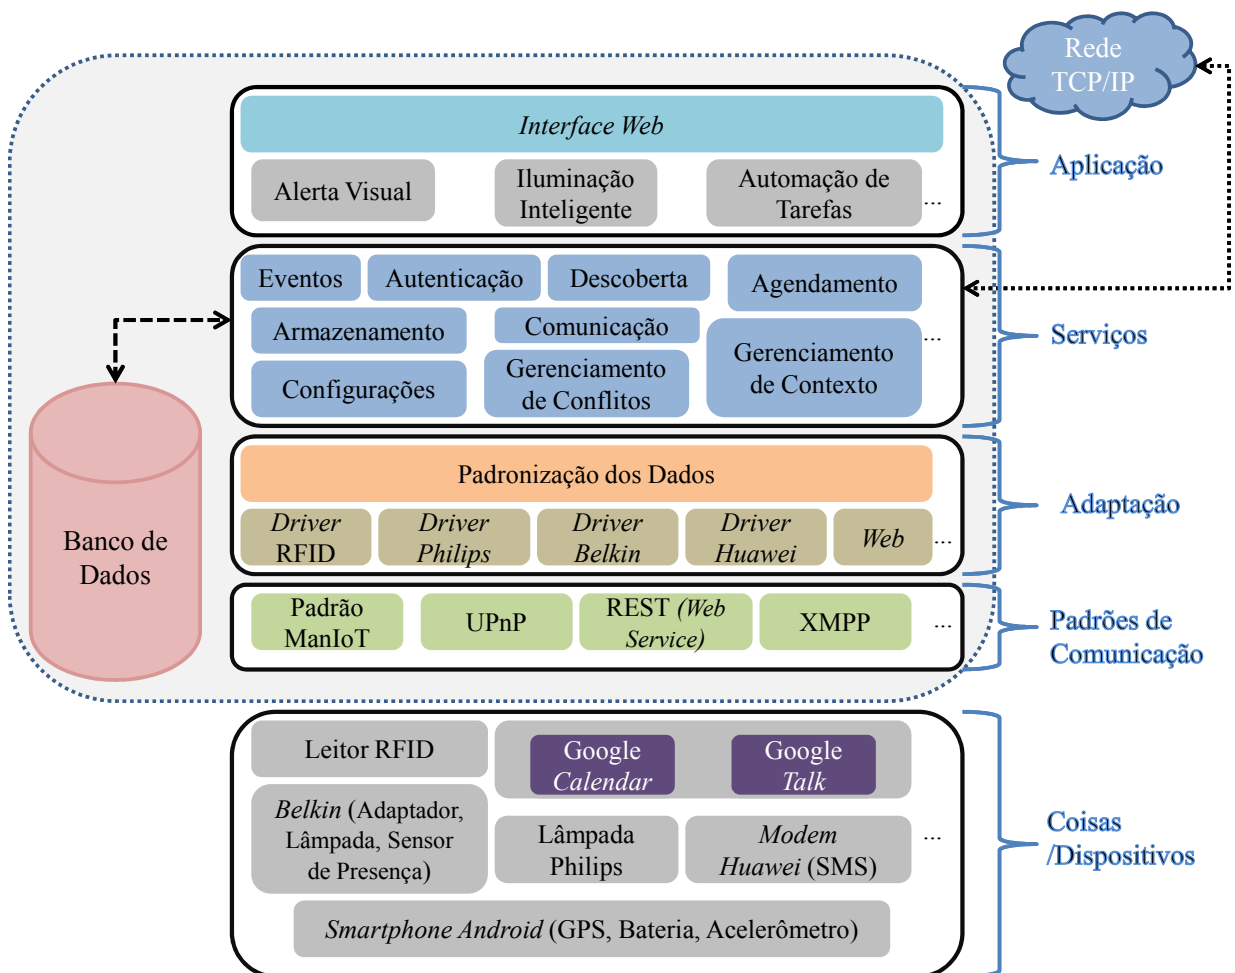 Rede
TCP/IP
Interface Web
Alerta Visual
Iluminação
Inteligente
Automação de
Tarefas
...
Aplicação
Eventos
Autenticação
Descoberta
Agendamento
Armazenamento
Comunicação
Configurações
Gerenciamento
de Conflitos
Gerenciamento
de Contexto
...
Serviços
Banco de
Dados
Padronização dos Dados
Driver
RFID
Driver
Philips
Driver
Belkin
Driver
Huawei
Web
...
Adaptação
Padrão
ManIoT
UPnP
REST (Web
Service)
XMPP
...
Padrões de
Comunicação
Leitor RFID
Google
Calendar
Google
Talk
Belkin (Adaptador,
Lâmpada, Sensor
de Presença)
Lâmpada
Philips
Modem
Huawei (SMS)
...
Smartphone Android (GPS, Bateria, Acelerômetro)
Coisas
/Dispositivos